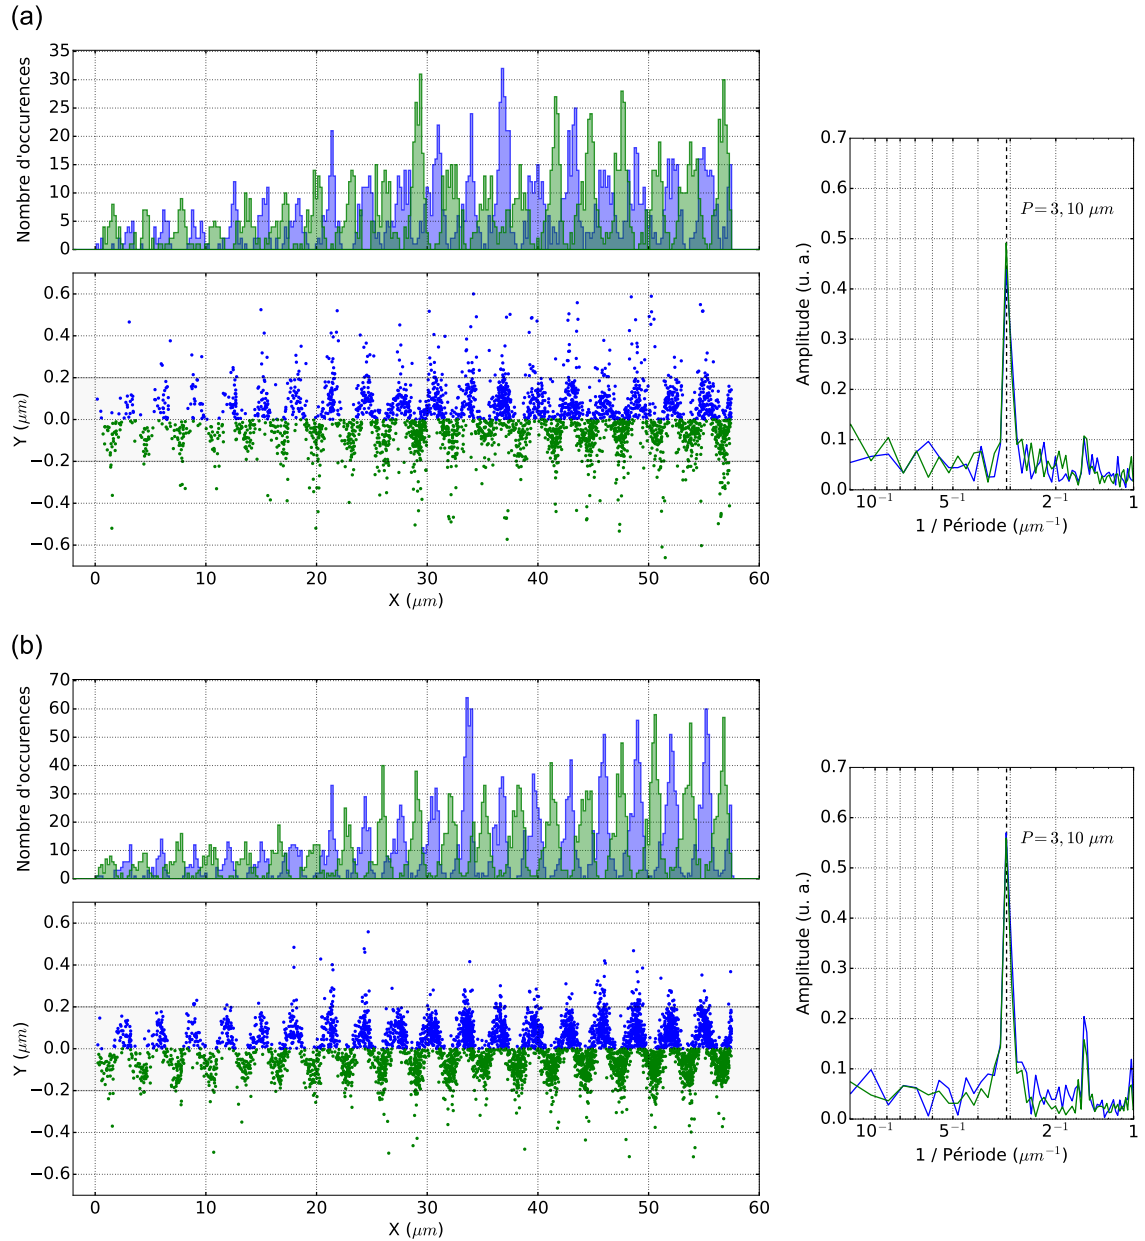 (a)
Nombre d'occurences
35
30
25
20
15
10
5
0
Y (μm)
0.6
0.4
0.2
0.0
−0.2
−0.4
−0.6
0 10 20 30 40 50 60
X (μm)
Amplitude (u. a.)
0.7
0.6
0.5
0.4
0.3
0.2
0.1
0.0
P = 3, 10 μm
10⁻¹ 5⁻¹ 2⁻¹ 1
1 / Période (μm⁻¹)
(b)
Nombre d'occurences
70
60
50
40
30
20
10
0
Y (μm)
0.6
0.4
0.2
0.0
−0.2
−0.4
−0.6
0 10 20 30 40 50 60
X (μm)
Amplitude (u. a.)
0.7
0.6
0.5
0.4
0.3
0.2
0.1
0.0
P = 3, 10 μm
10⁻¹ 5⁻¹ 2⁻¹ 1
1 / Période (μm⁻¹)